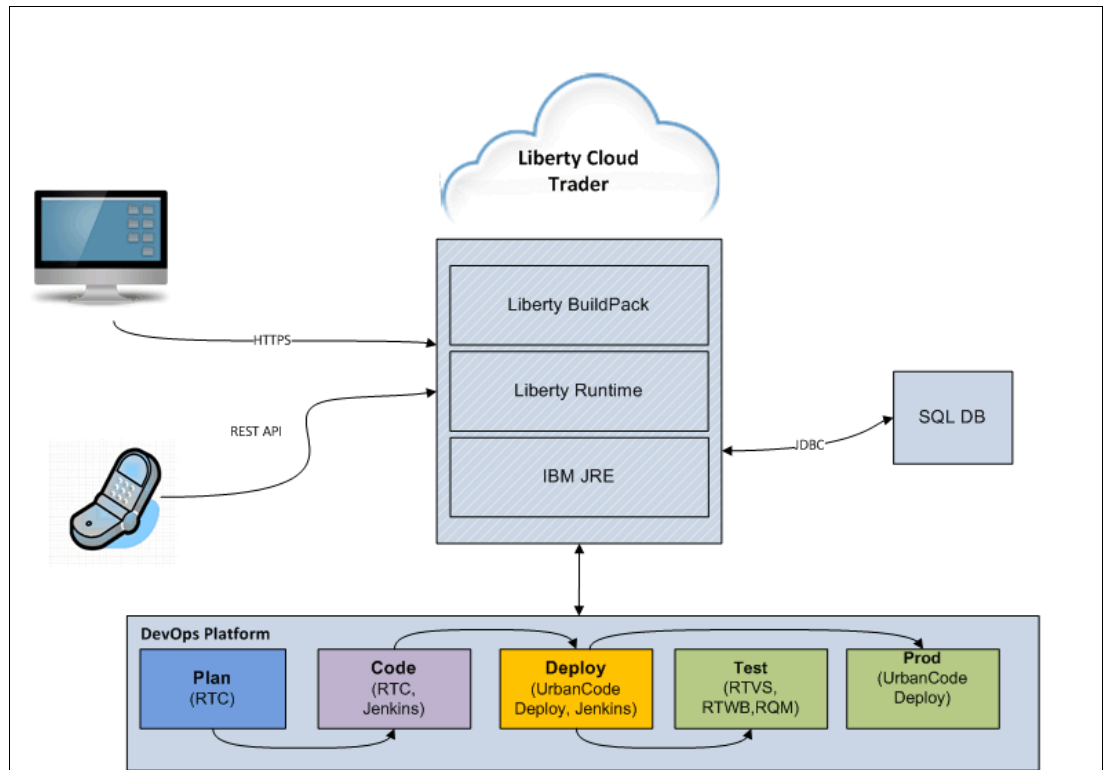 Liberty Cloud
Trader
Liberty BuildPack
HTTPS
Liberty Runtime
SQL DB
REST API
JDBC
IBM JRE
DevOps Platform
Plan
(RTC)
Code
(RTC,
Jenkins)
Deploy
(UrbanCode
Deploy, Jenkins)
Test
(RTVS,
RTWB,RQM)
Prod
(UrbanCode
Deploy)